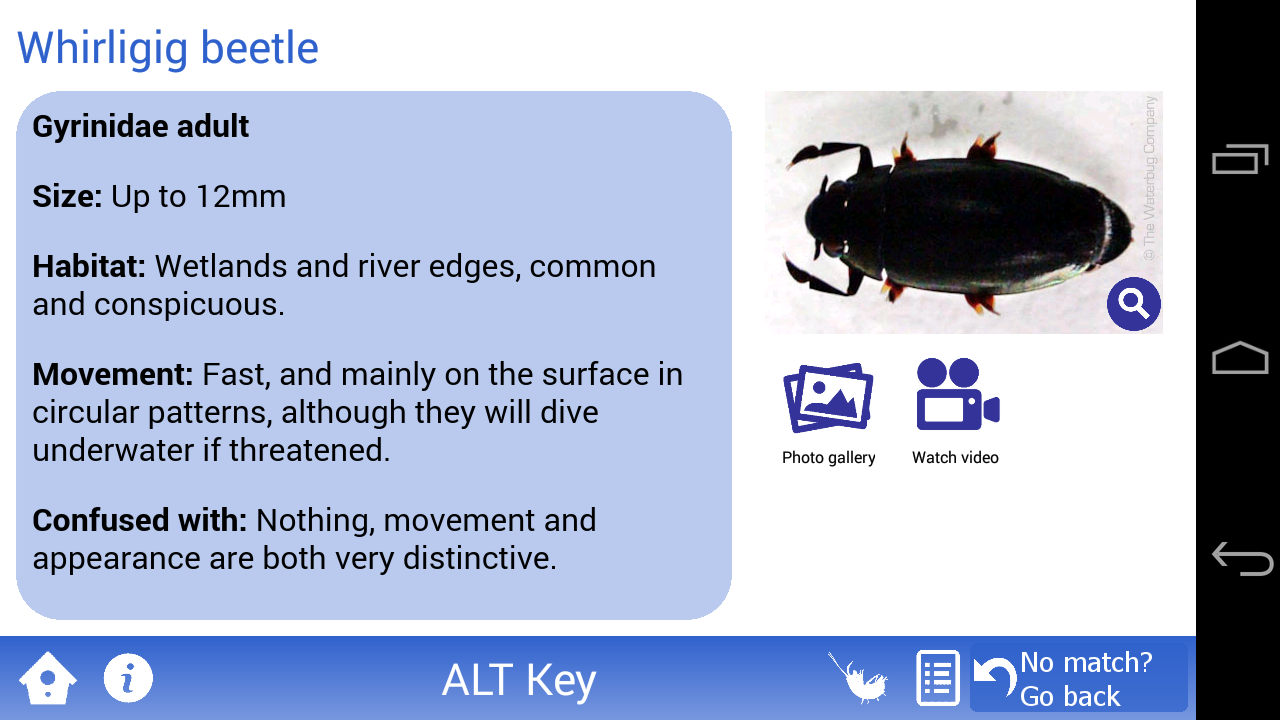 Whirligig beetle
Gyrinidae adult
Size: Up to 12mm
Habitat: Wetlands and river edges, common
and conspicuous.
Movement: Fast, and mainly on the surface in
circular patterns, although they will dive
underwater if threatened.
Confused with: Nothing, movement and
appearance are both very distinctive.
© The Waterbug Company
Photo gallery
Watch video
i
ALT Key
No match?
Go back